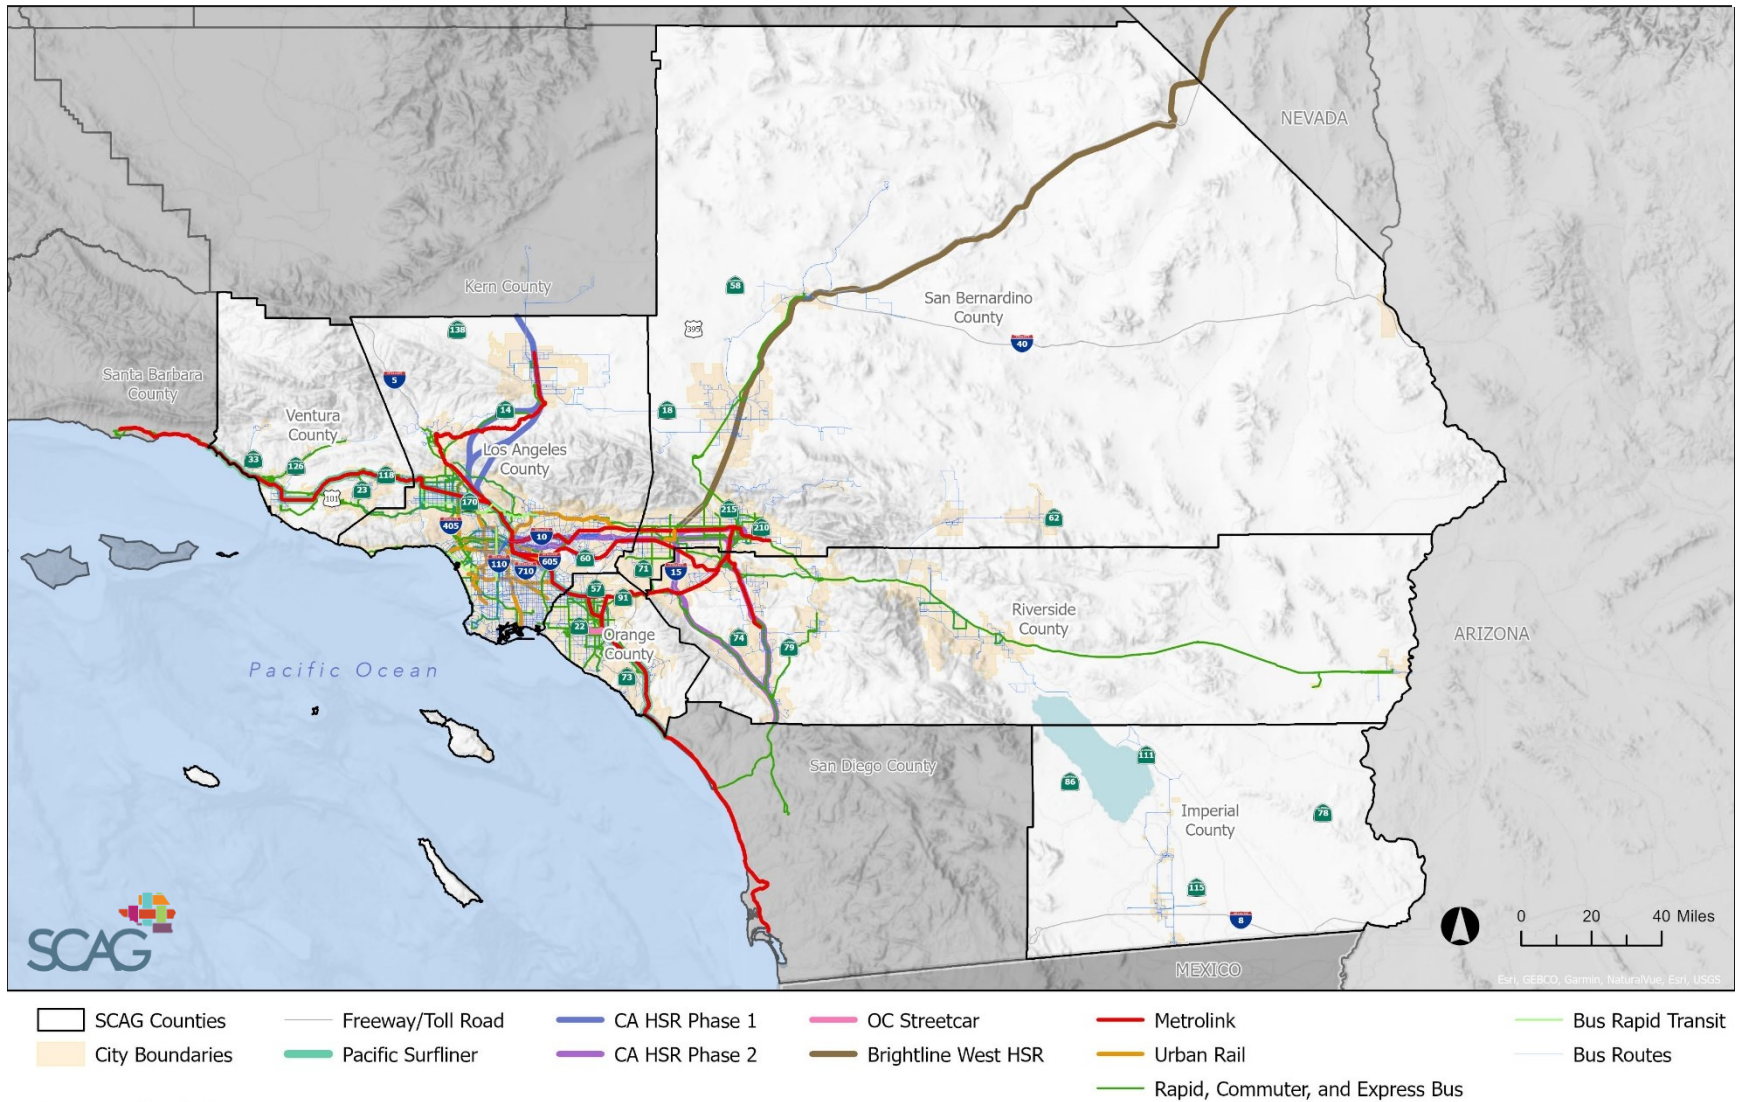 NEVADA
Kern County
58
San Bernardino
County
395
138
40
Santa Barbara
County
5
Ventura
County
14
18
Los Angeles
County
33
126
118
23
101
170
405
215
210
62
10
110
710
605
60
71
15
57
91
22
Orange
County
74
79
73
Riverside
County
ARIZONA
Pacific Ocean
San Diego County
111
86
Imperial
County
78
115
8
SCAG
0 20 40 Miles
MEXICO
Esri, GEBCO, Garmin, NaturalVue, Esri, USGS
SCAG Counties
Freeway/Toll Road
CA HSR Phase 1
OC Streetcar
Metrolink
Bus Rapid Transit
City Boundaries
Pacific Surfliner
CA HSR Phase 2
Brightline West HSR
Urban Rail
Bus Routes
Rapid, Commuter, and Express Bus